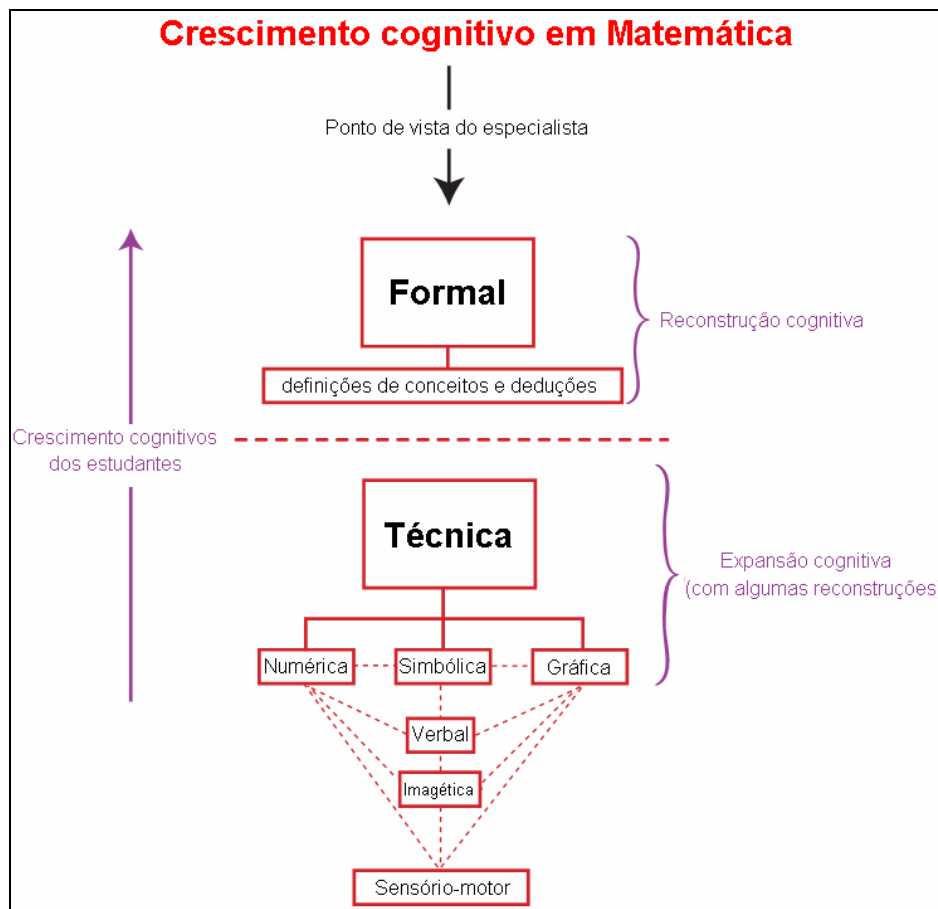 Crescimento cognitivo em Matemática
Ponto de vista do especialista
Formal
Reconstrução cognitiva
definições de conceitos e deduções
Crescimento cognitivos
dos estudantes
Técnica
Expansão cognitiva
(com algumas reconstruções
Numérica
Simbólica
Gráfica
Verbal
Imagética
Sensório-motor